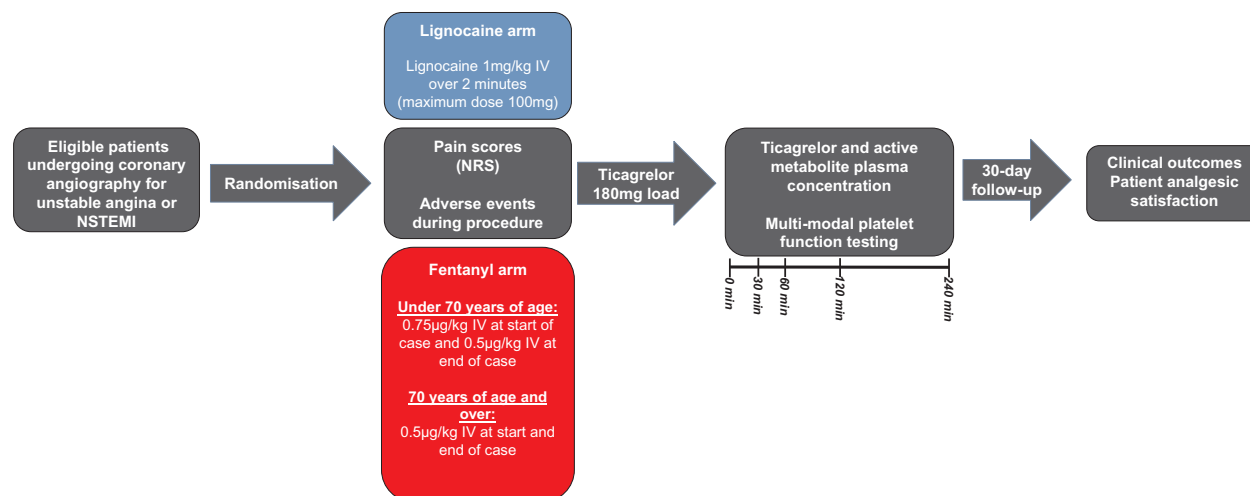 Eligible patients
undergoing coronary
angiography for
unstable angina or
NSTEMI
Randomisation
Lignocaine arm
Lignocaine 1mg/kg IV
over 2 minutes
(maximum dose 100mg)
Pain scores
(NRS)
Adverse events
during procedure
Fentanyl arm
Under 70 years of age:
0.75µg/kg IV at start of
case and 0.5µg/kg IV at
end of case
70 years of age and
over:
0.5µg/kg IV at start and
end of case
Ticagrelor
180mg load
Ticagrelor and active
metabolite plasma
concentration
Multi-modal platelet
function testing
0 min
30 min
60 min
120 min
240 min
30-day
follow-up
Clinical outcomes
Patient analgesic
satisfaction